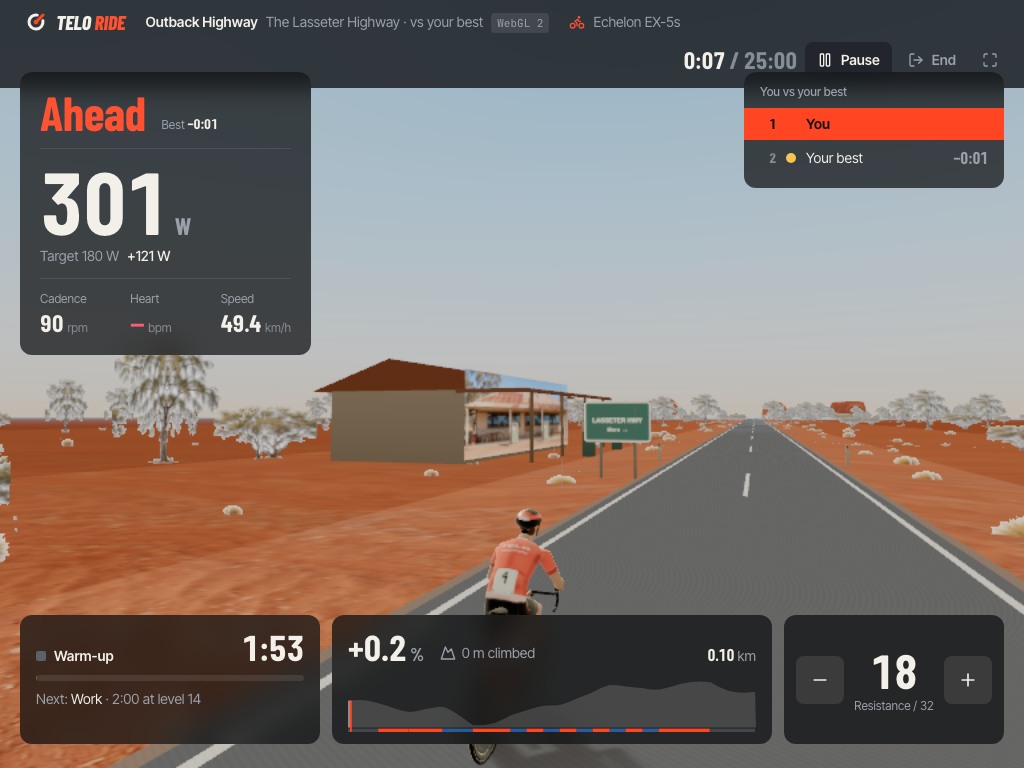 TELO RIDE Outback Highway The Lasseter Highway · vs your best WebGL 2 Echelon EX-5s
0:07 / 25:00 Pause End
Ahead Best −0:01
301 W
Target 180 W +121 W
Cadence Heart Speed
90 rpm — bpm 49.4 km/h
You vs your best
1 You
2 Your best −0:01
LASSETER HWY
4
Warm-up 1:53
Next: Work · 2:00 at level 14
+0.2 % 0 m climbed 0.10 km
− 18 +
Resistance / 32